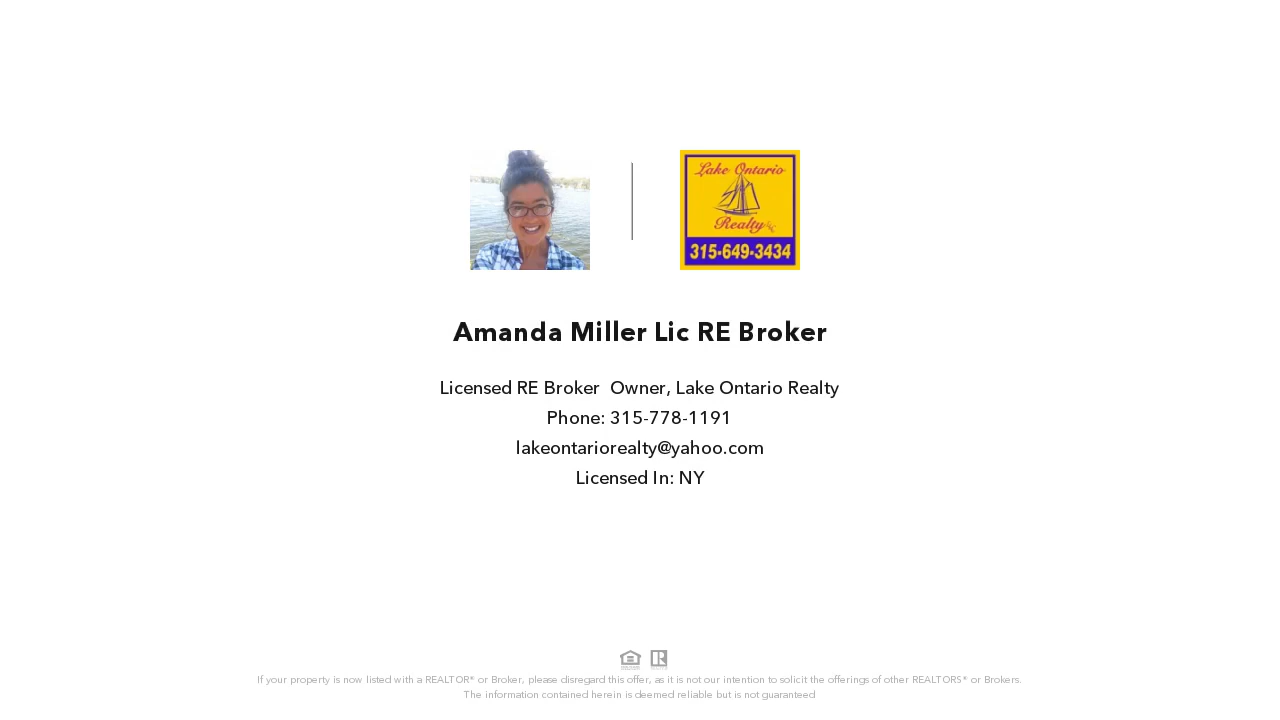 Lake Ontario
Realty
315-649-3434
Amanda Miller Lic RE Broker
Licensed RE Broker  Owner, Lake Ontario Realty
Phone: 315-778-1191
lakeontariorealty@yahoo.com
Licensed In: NY
If your property is now listed with a REALTOR® or Broker, please disregard this offer, as it is not our intention to solicit the offerings of other REALTORS® or Brokers.
The information contained herein is deemed reliable but is not guaranteed